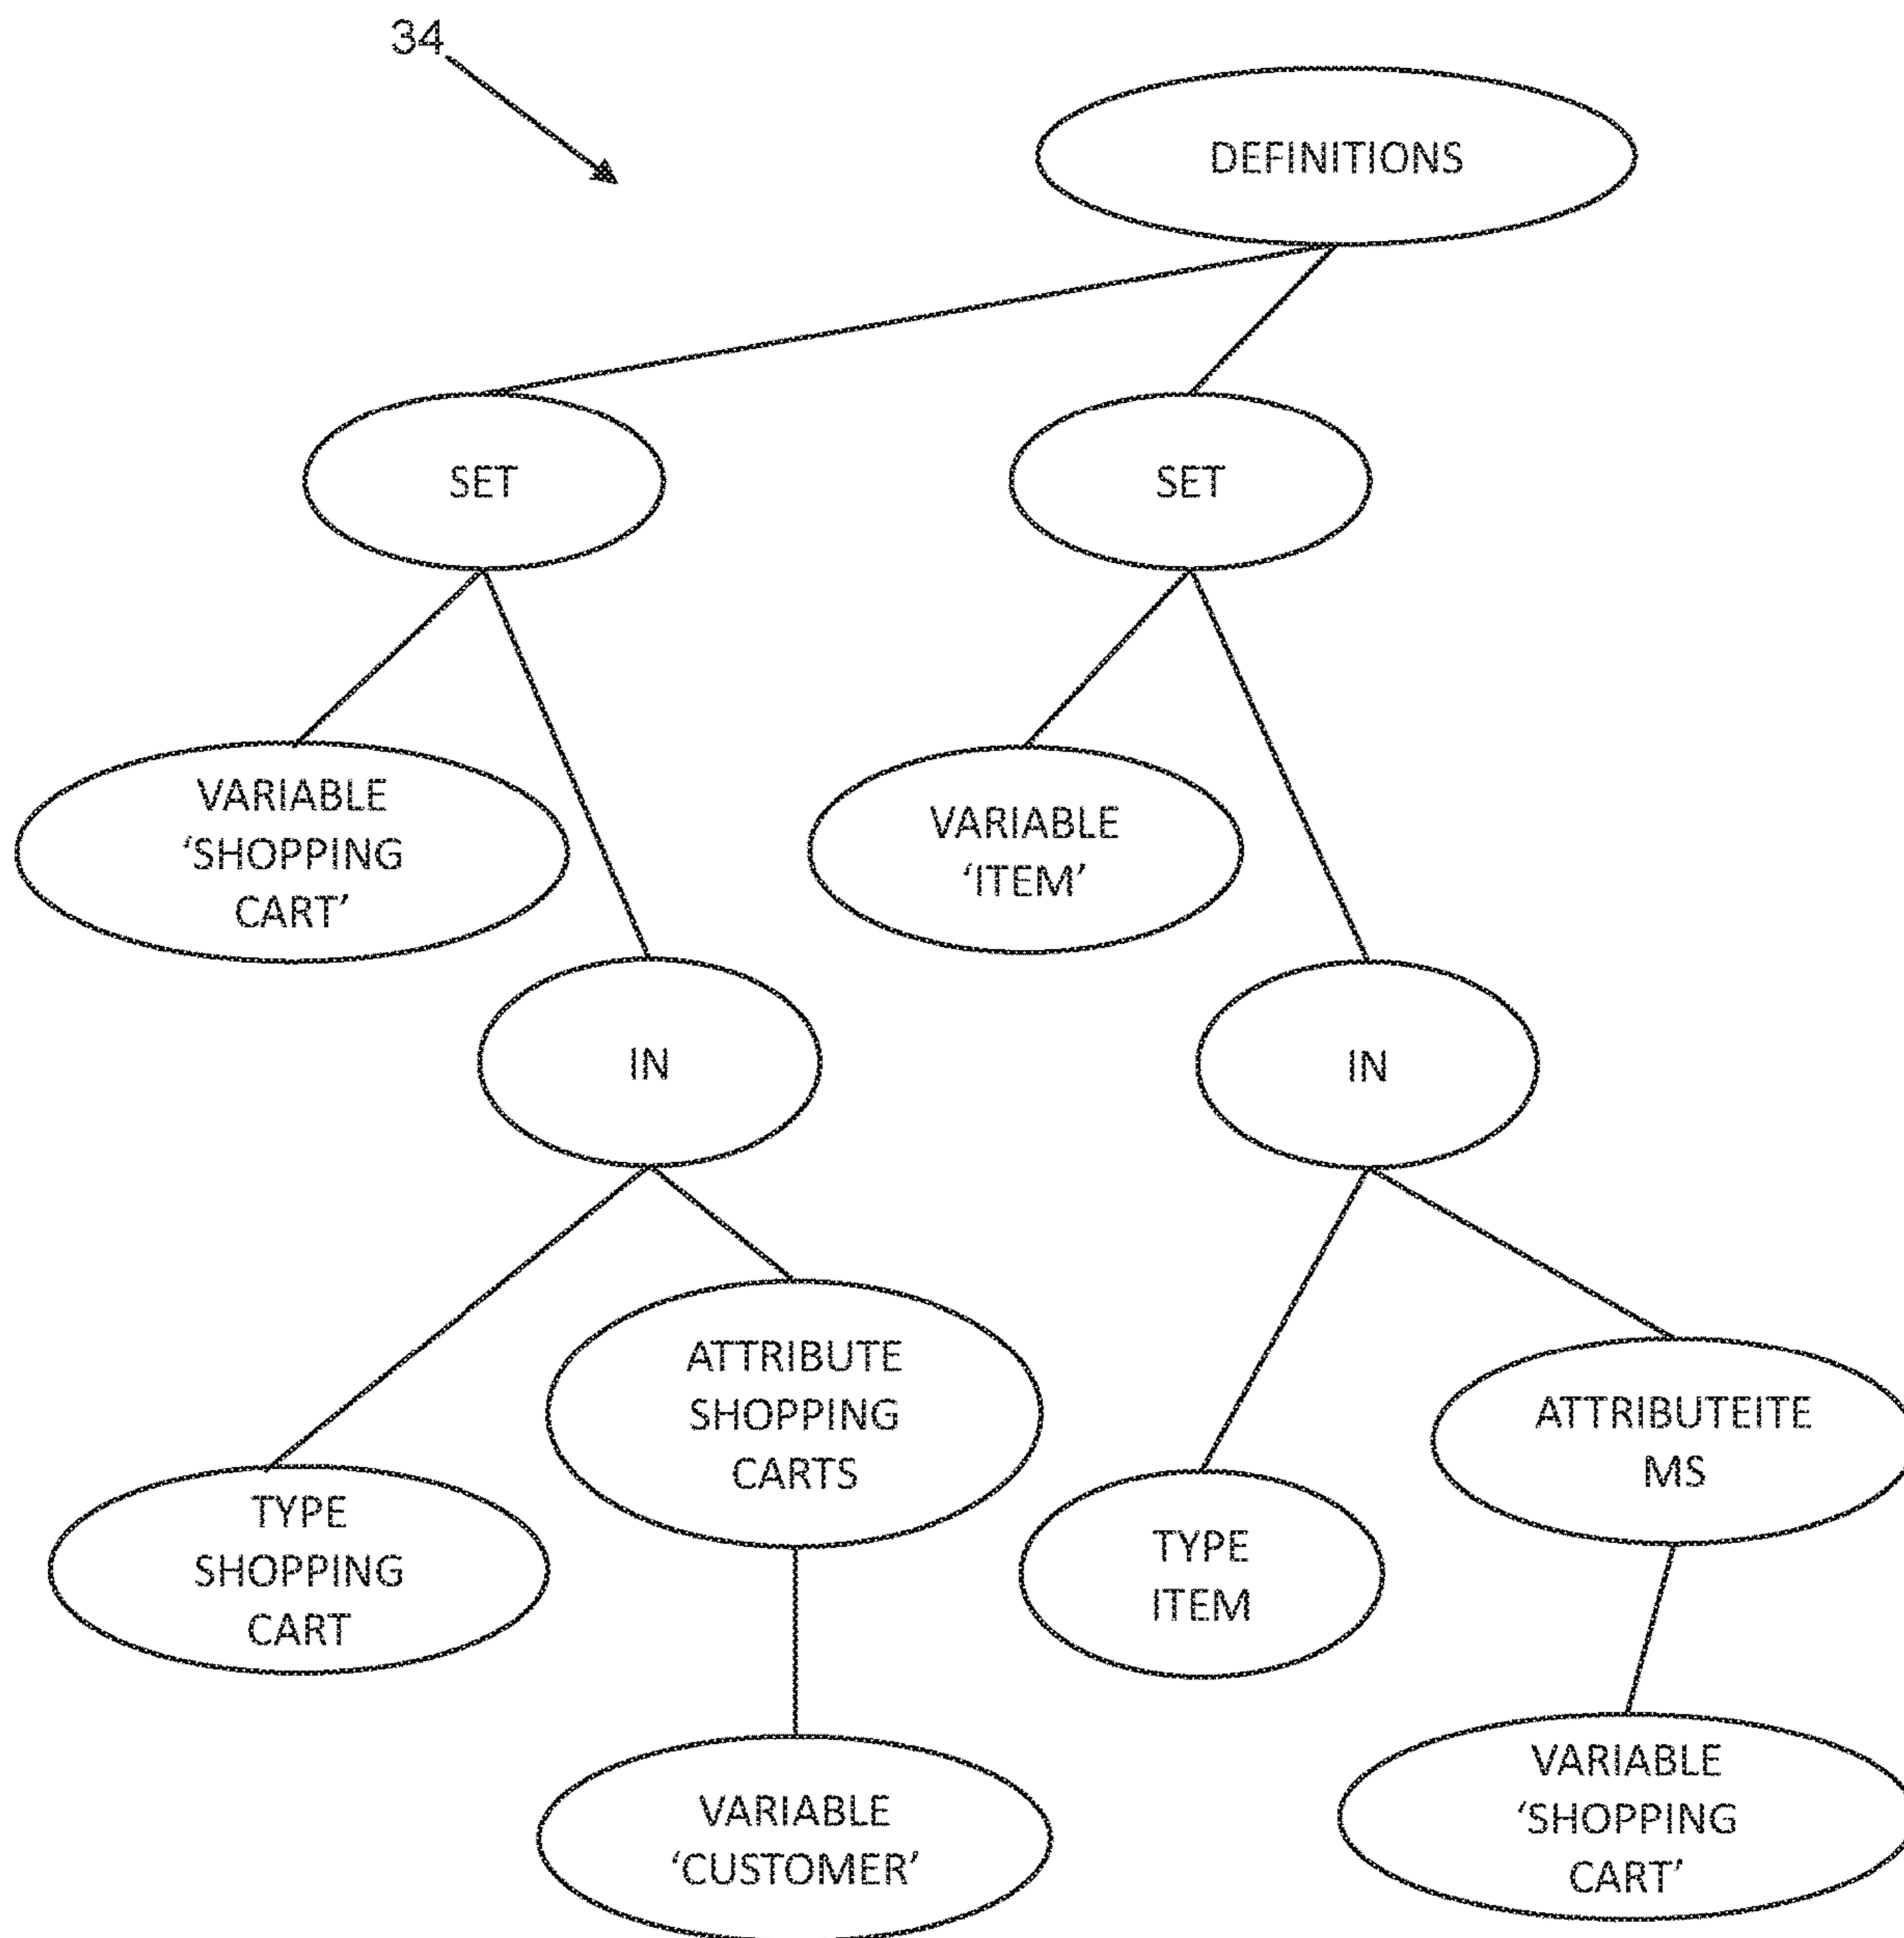 34
DEFINITIONS
SET
SET
VARIABLE
‘SHOPPING
CART’
VARIABLE
‘ITEM’
IN
IN
TYPE
SHOPPING
CART
ATTRIBUTE
SHOPPING
CARTS
TYPE
ITEM
ATTRIBUTEITE
MS
VARIABLE
‘CUSTOMER’
VARIABLE
‘SHOPPING
CART’